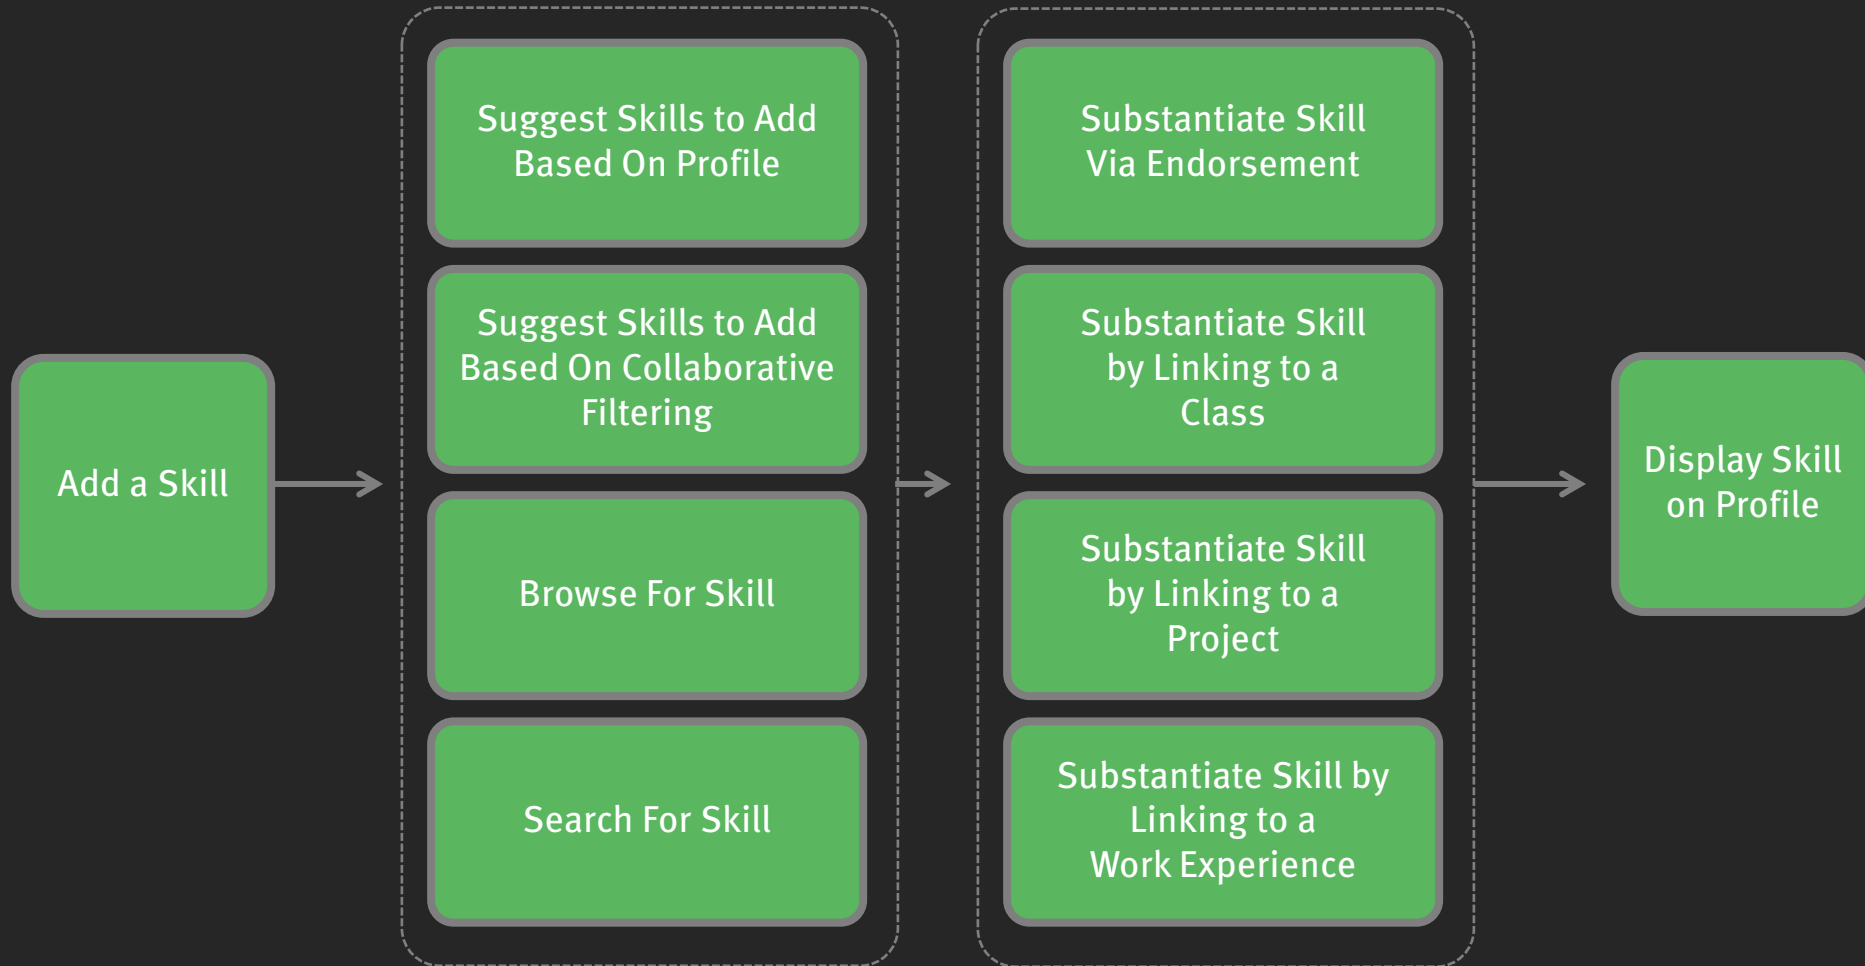 Add a Skill
Suggest Skills to Add
Based On Profile
Suggest Skills to Add
Based On Collaborative
Filtering
Browse For Skill
Search For Skill
Substantiate Skill
Via Endorsement
Substantiate Skill
by Linking to a
Class
Substantiate Skill
by Linking to a
Project
Substantiate Skill by
Linking to a
Work Experience
Display Skill
on Profile